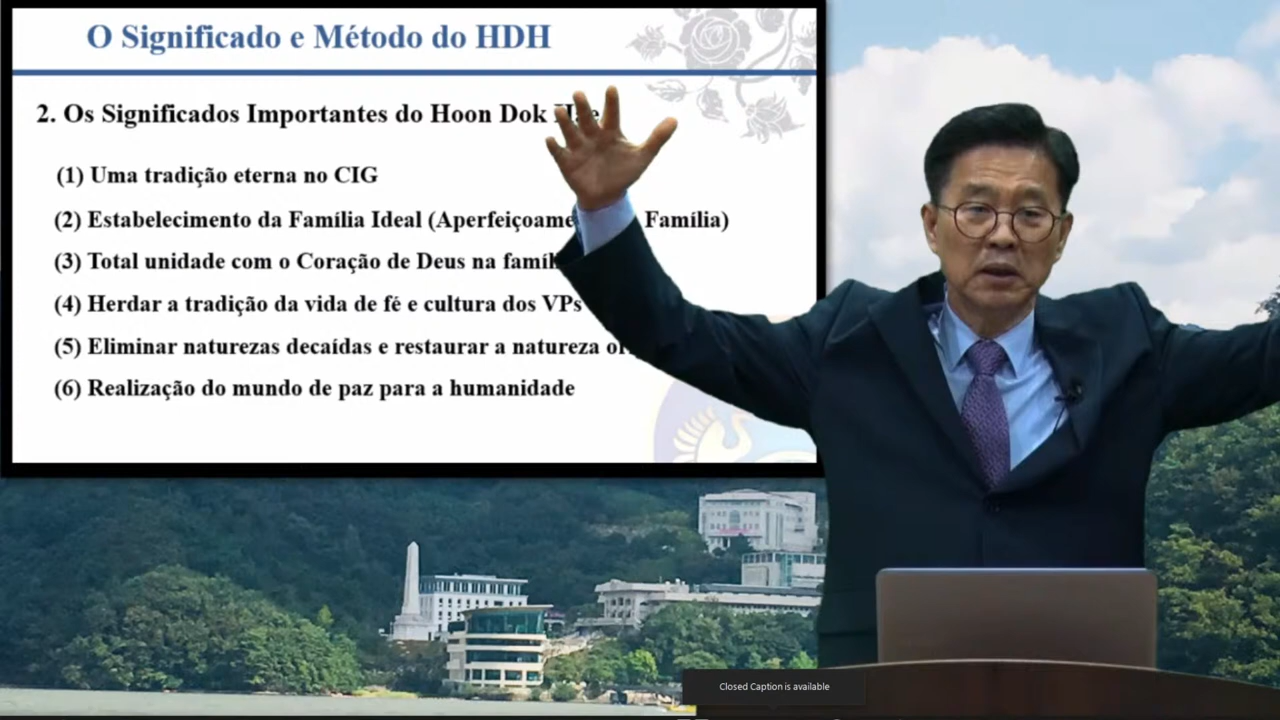 O Significado e Método do HDH
2. Os Significados Importantes do Hoon Dok
(1) Uma tradição eterna no CIG
(2) Estabelecimento da Família Ideal Família)
(3) Total unidade com o Coração de Deus na
(4) Herdar a tradição da vida de fé e cultura dos VPs
(5) Eliminar naturezas decaídas e restaurar a natureza
(6) Realização do mundo de paz para a humanidade
Closed Caption is available